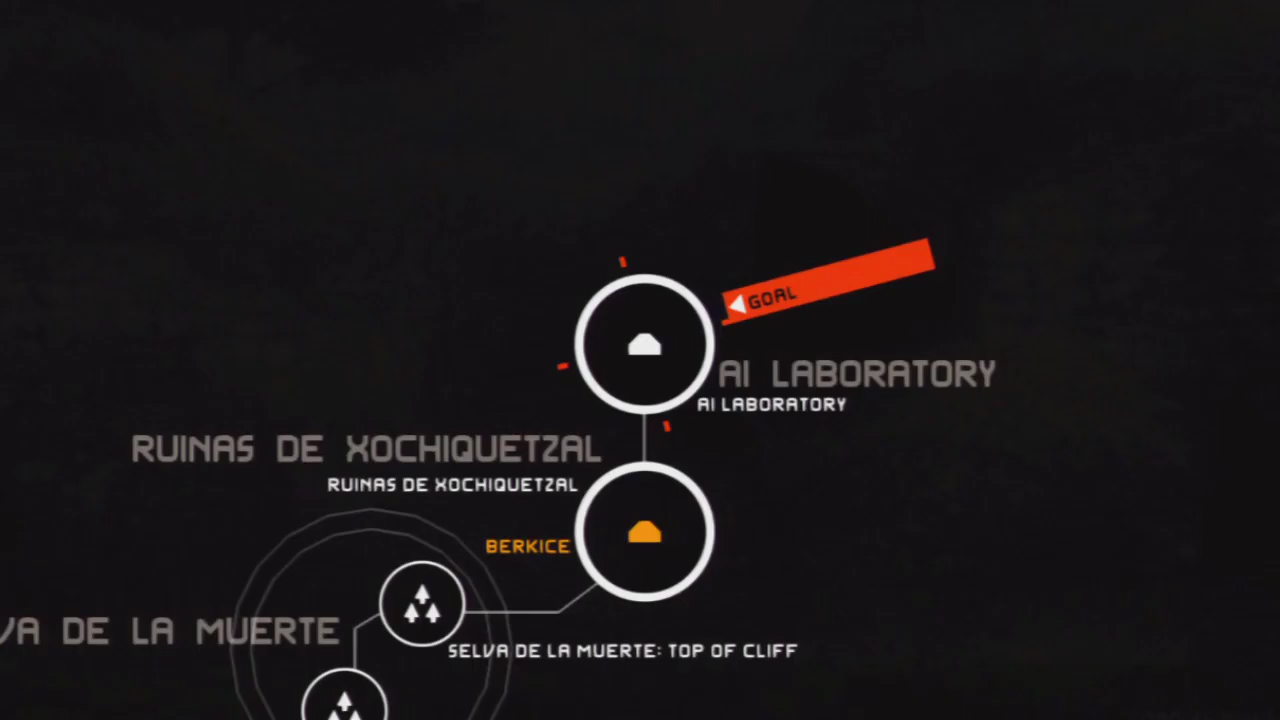 GOAL
AI LABORATORY
AI LABORATORY
RUINAS DE XOCHIQUETZAL
RUINAS DE XOCHIQUETZAL
BERKICE
VA DE LA MUERTE
SELVA DE LA MUERTE: TOP OF CLIFF